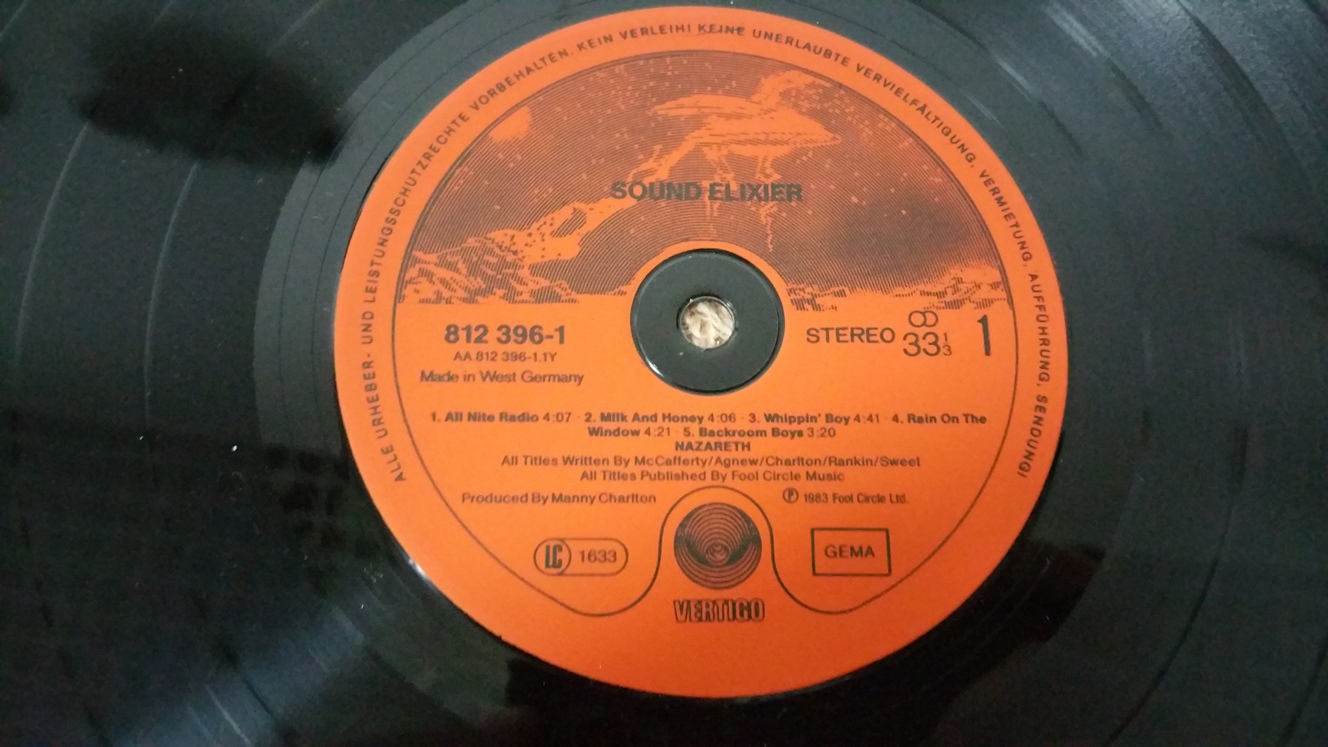 ALLE URHEBER- UND LEISTUNGSSCHUTZRECHTE VORBEHALTEN. KEIN VERLEIH! KEINE UNERLAUBTE VERVIELFÄLTIGUNG, VERMIETUNG, AUFFÜHRUNG, SENDUNG!
SOUND ELIXIER
812 396-1
AA 812 396-1.1Y
Made in West Germany
STEREO 33 1/3 1
1. All Nite Radio 4:07 · 2. Milk And Honey 4:06 · 3. Whippin' Boy 4:41 · 4. Rain On The
Window 4:21 · 5. Backroom Boys 3:20
NAZARETH
All Titles Written By McCafferty/Agnew/Charlton/Rankin/Sweet
All Titles Published By Fool Circle Music
Produced By Manny Charlton ℗ 1983 Fool Circle Ltd.
LC 1633
GEMA
VERTIGO